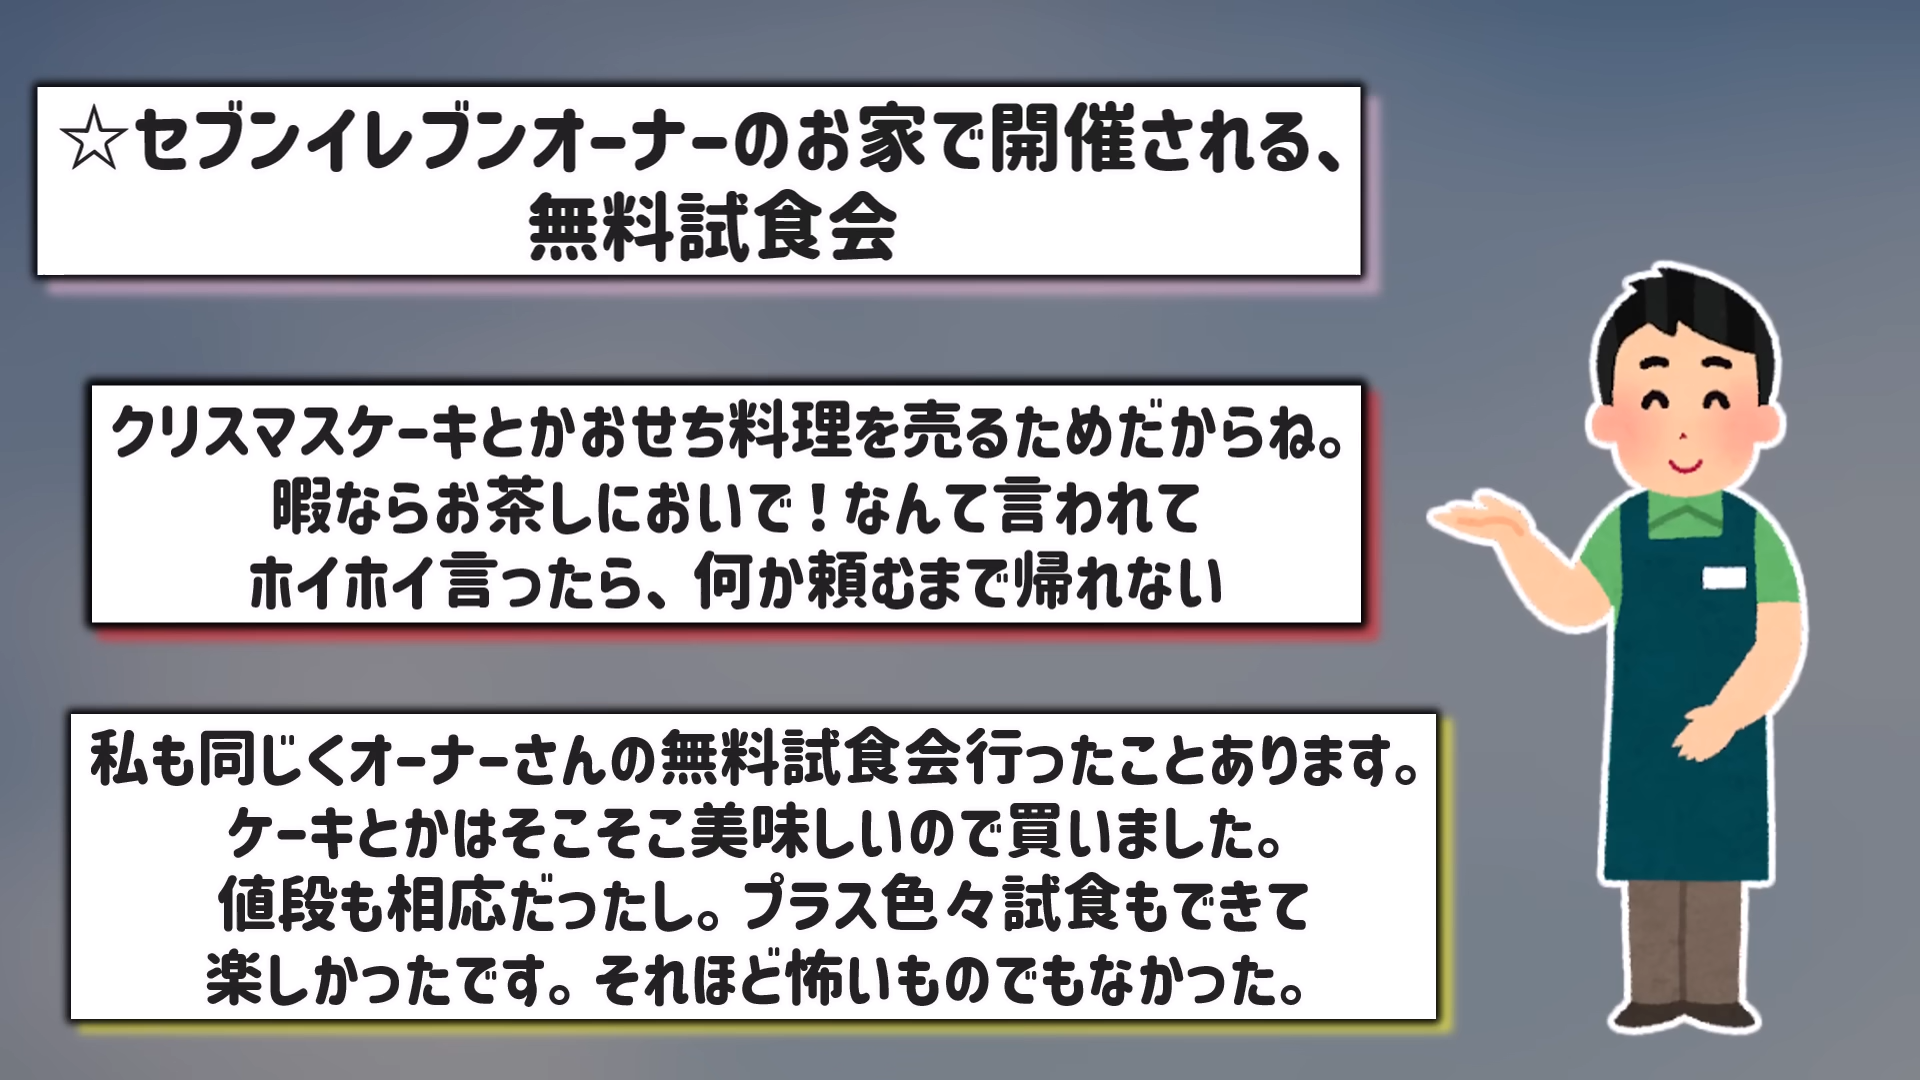 ☆セブンイレブンオーナーのお家で開催される、
無料試食会
クリスマスケーキとかおせち料理を売るためだからね。
暇ならお茶しにおいで！なんて言われて
ホイホイ言ったら、何か頼むまで帰れない
私も同じくオーナーさんの無料試食会行ったことあります。
ケーキとかはそこそこ美味しいので買いました。
値段も相応だったし。プラス色々試食もできて
楽しかったです。それほど怖いものでもなかった。